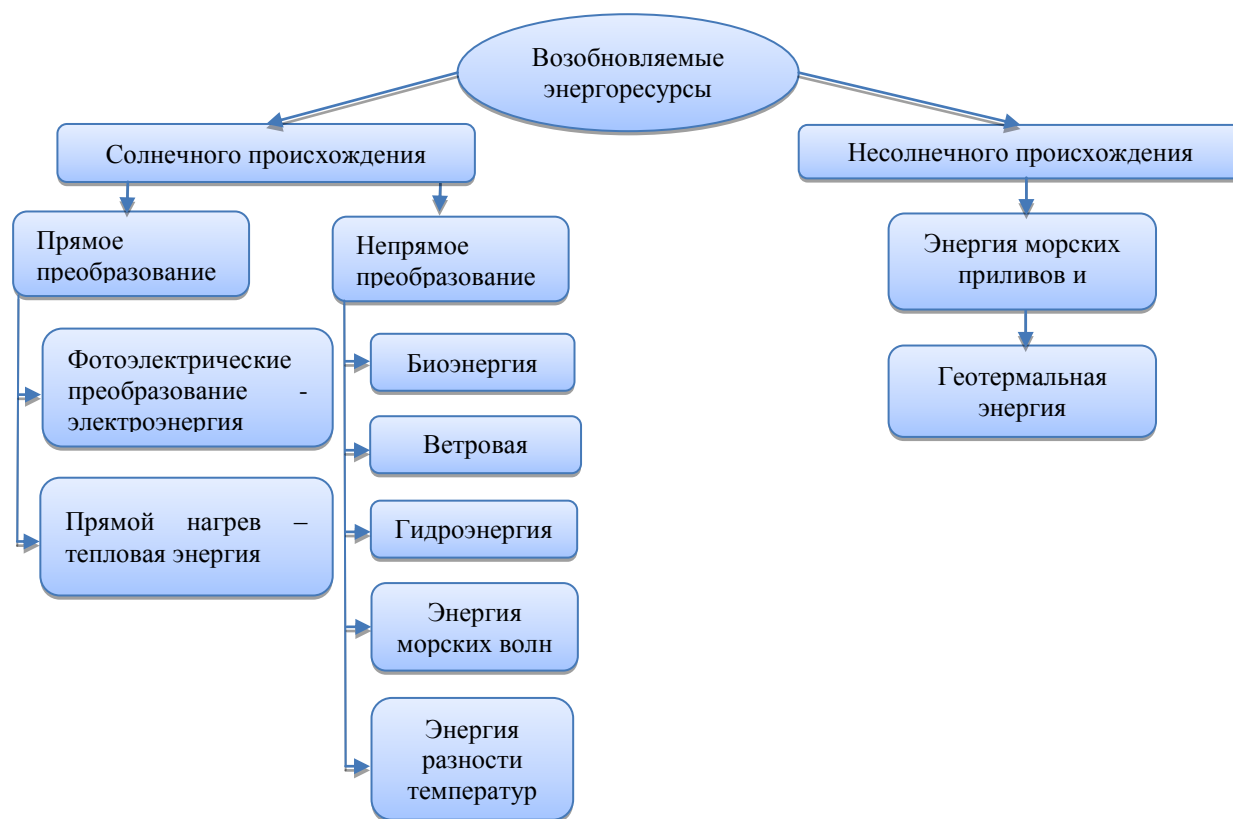 Возобновляемые
энергоресурсы
Солнечного происхождения
Несолнечного происхождения
Прямое
преобразование
Непрямое
преобразование
Энергия морских
приливов и
Фотоэлектрические
преобразование -
электроэнергия
Биоэнергия
Геотермальная
энергия
Ветровая
Прямой нагрев –
тепловая энергия
Гидроэнергия
Энергия
морских волн
Энергия
разности
температур